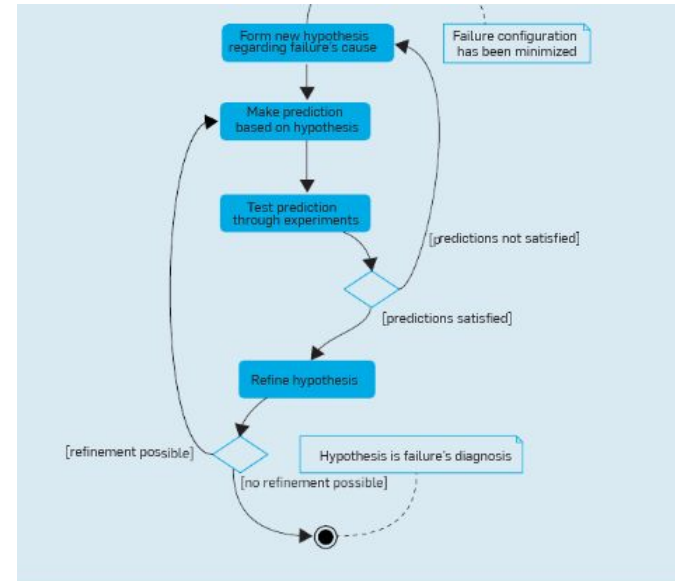 Form new hypothesis
regarding failure's cause
Failure configuration
has been minimized
Make prediction
based on hypothesis
Test prediction
through experiments
[predictions not satisfied]
[predictions satisfied]
Refine hypothesis
[refinement possible]
Hypothesis is failure's diagnosis
[no refinement possible]